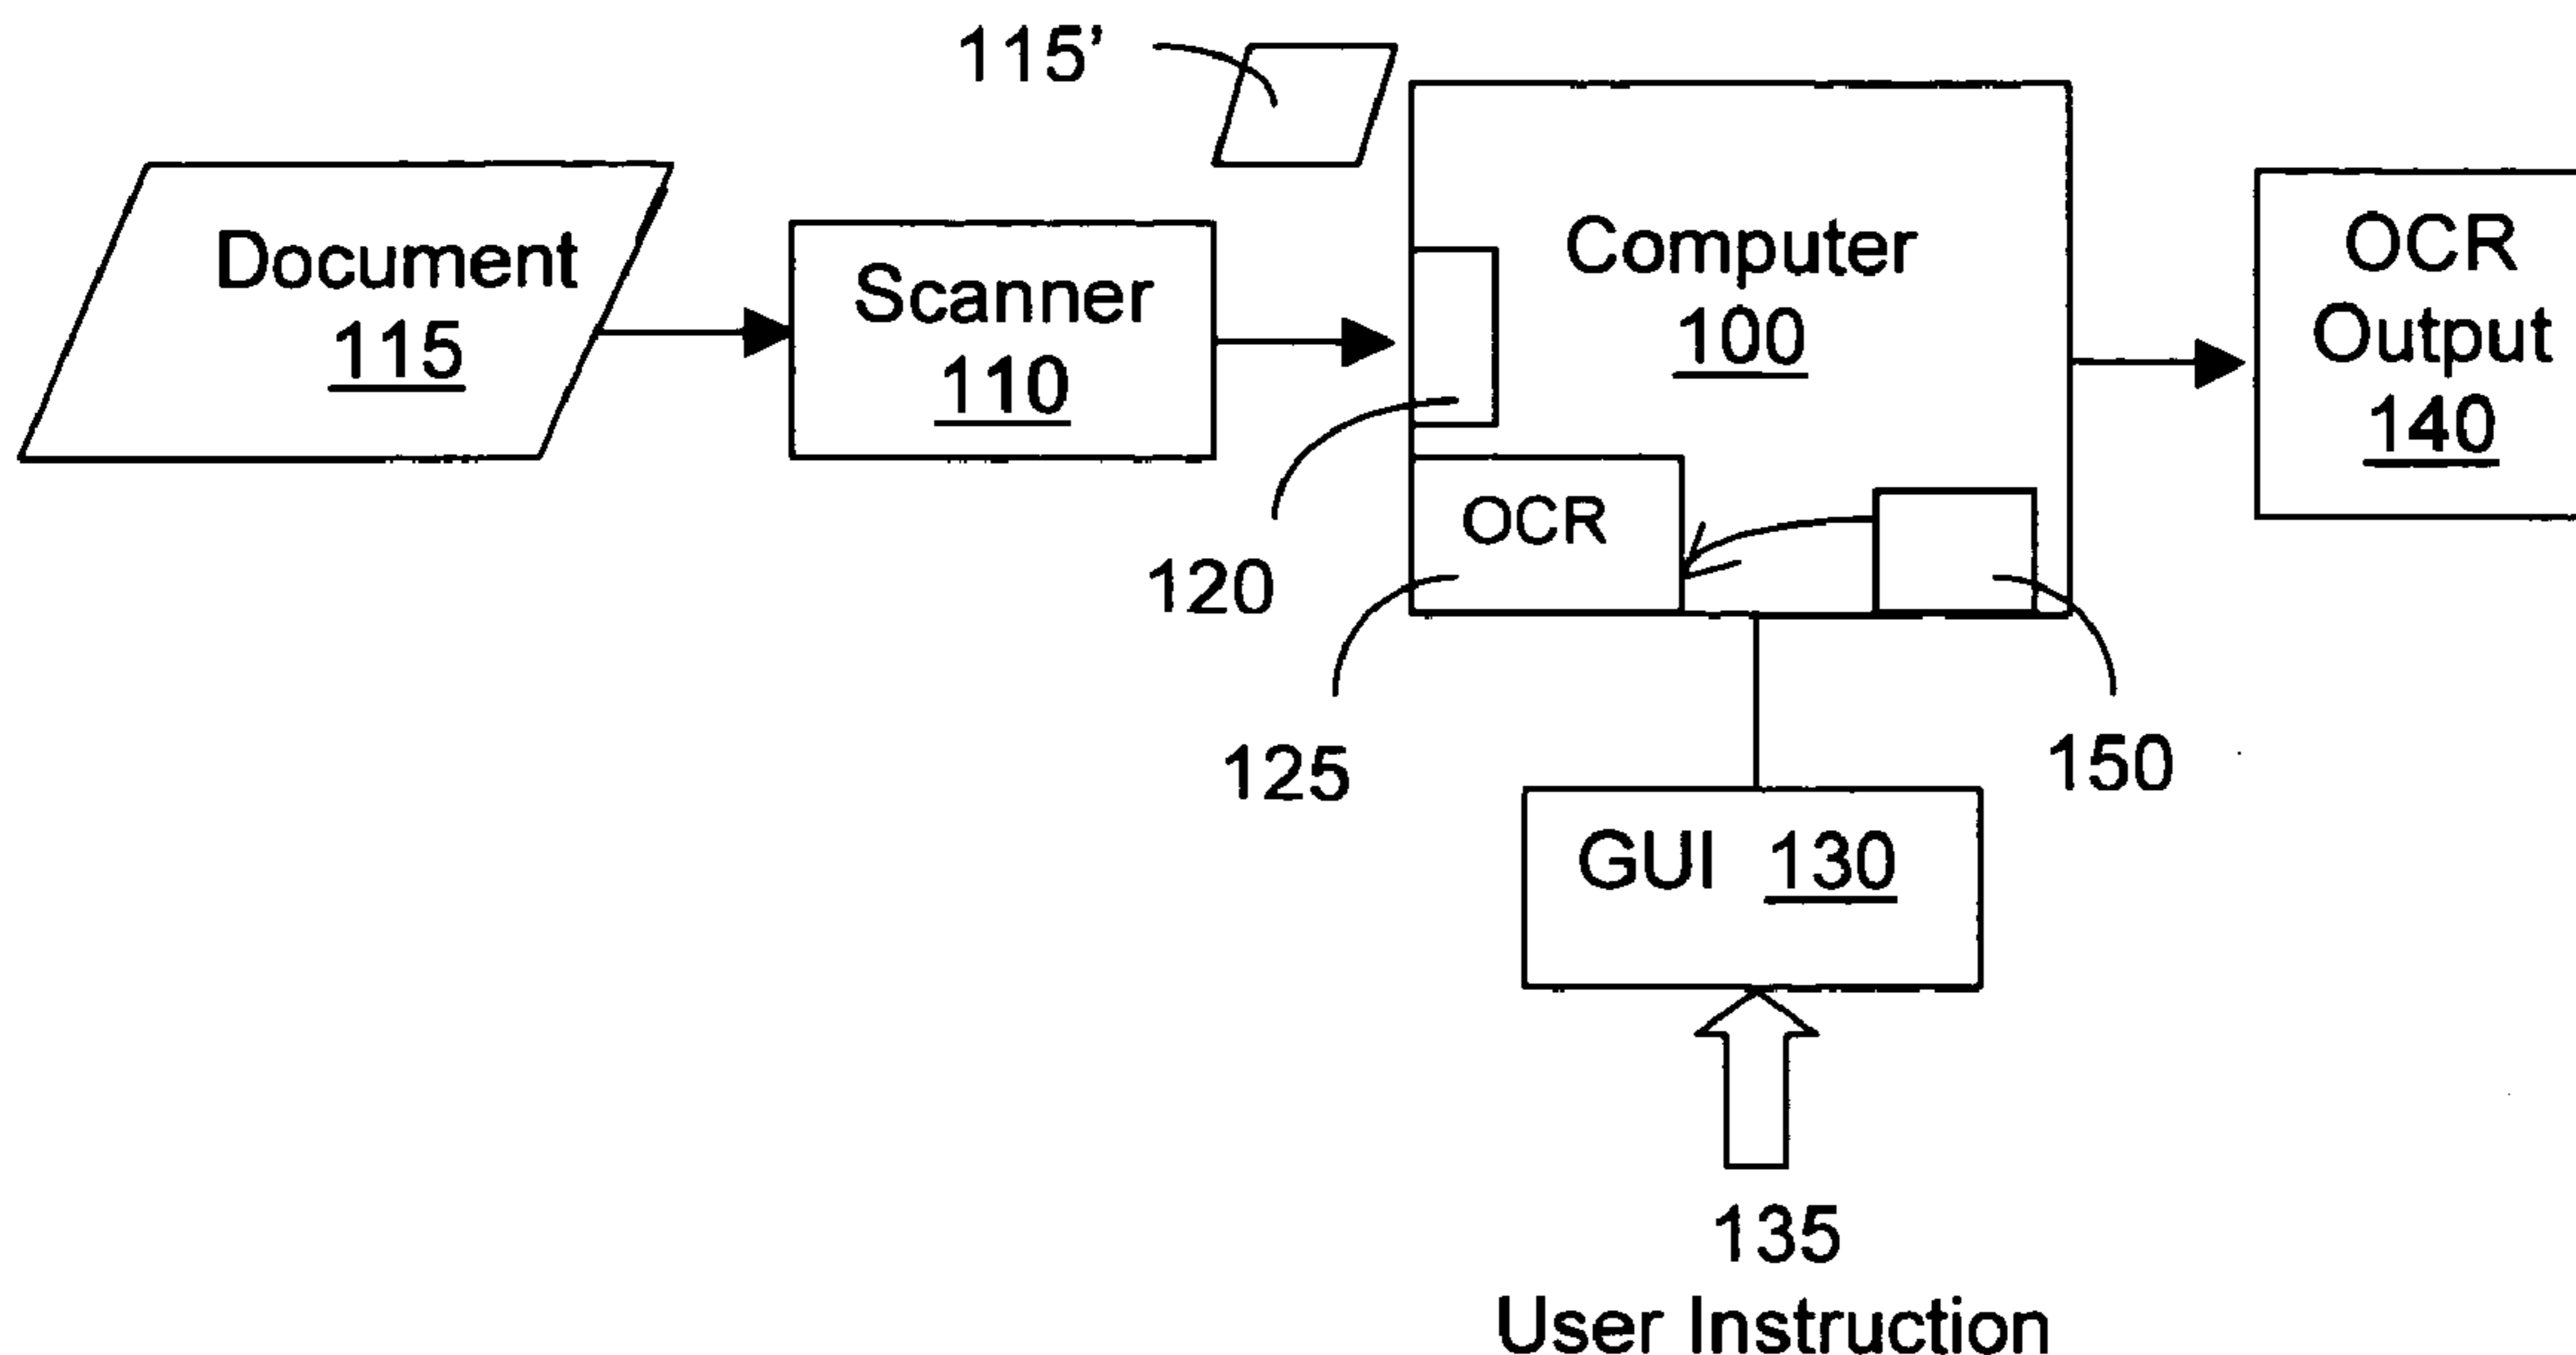 115’
Document
115
Scanner
110
Computer
100
OCR
Output
140
120
OCR
125
150
GUI 130
135
User Instruction